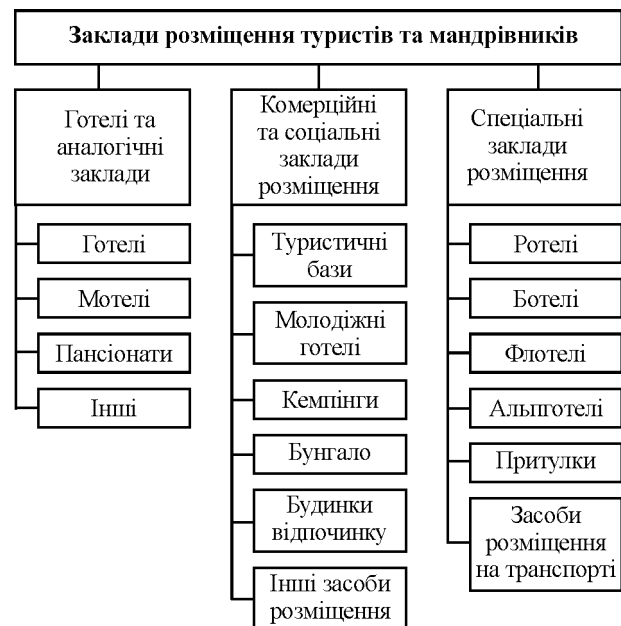 Заклади розміщення туристів та мандрівників
Готелі та
аналогічні
заклади
Готелі
Мотелі
Пансіонати
Інші
Комерційні
та соціальні
заклади
розміщення
Туристичні
бази
Молодіжні
готелі
Кемпінги
Бунгало
Будинки
відпочинку
Інші засоби
розміщення
Спеціальні
заклади
розміщення
Ротелі
Ботелі
Флотелі
Альпготелі
Притулки
Засоби
розміщення
на транспорті